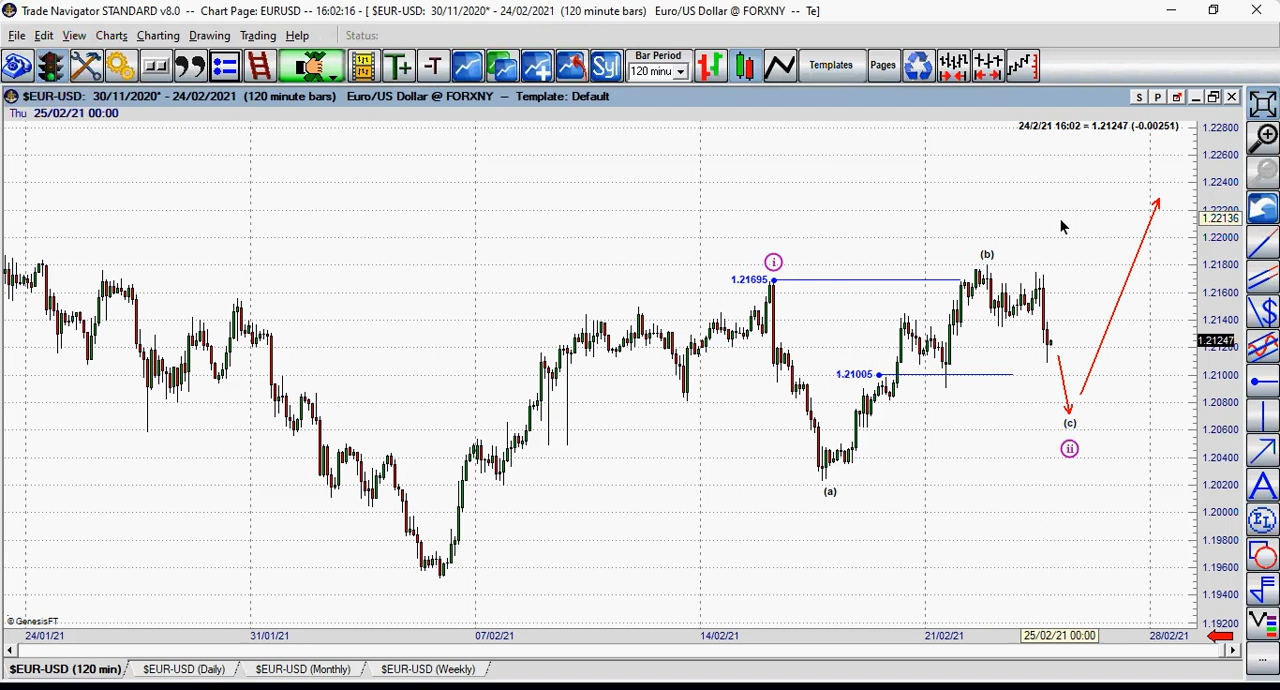 Trade Navigator STANDARD v8.0 -- Chart Page: EURUSD -- 16:02:16 - [ $EUR-USD: 30/11/2020* - 24/02/2021 (120 minute bars) Euro/US Dollar @ FORXNY -- Te]
File Edit View Charts Charting Drawing Trading Help Status:
Bar Period
120 minu
T+ -T Sy Templates Pages
$EUR-USD: 30/11/2020* - 24/02/2021 (120 minute bars) Euro/US Dollar @ FORXNY -- Template: Default
S P
Thu 25/02/21 00:00
24/2/21 16:02 = 1.21247 (-0.00251)
1.22800
1.22600
1.22400
1.22200
1.22136
1.22000
(b)
i
1.21800
1.21695
1.21600
1.21400
1.21247
1.21200
1.21005
1.21000
1.20800
(c)
1.20600
ii
1.20400
(a)
1.20200
1.20000
1.19800
1.19600
1.19400
1.19200
$
A
EL
V
© GenesisFT
24/01/21 31/01/21 07/02/21 14/02/21 21/02/21 25/02/21 00:00 28/02/21
$EUR-USD (120 min) $EUR-USD (Daily) $EUR-USD (Monthly) $EUR-USD (Weekly)